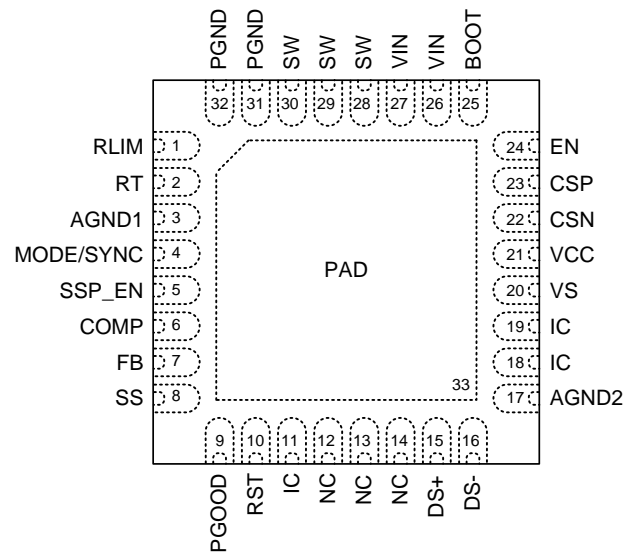 PGND
PGND
SW
SW
SW
VIN
VIN
BOOT
32
31
30
29
28
27
26
25
RLIM 1
RT 2
AGND1 3
MODE/SYNC 4
SSP_EN 5
COMP 6
FB 7
SS 8
PAD
33
24 EN
23 CSP
22 CSN
21 VCC
20 VS
19 IC
18 IC
17 AGND2
9
10
11
12
13
14
15
16
PGOOD
RST
IC
NC
NC
NC
DS+
DS-